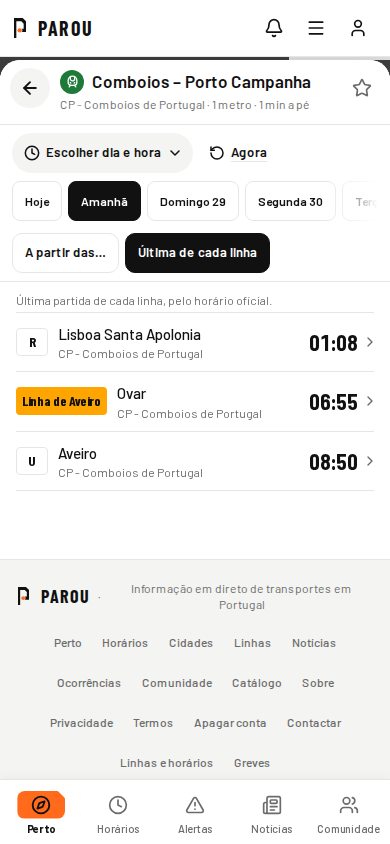 PAROU
Comboios – Porto Campanha
CP - Comboios de Portugal · 1 metro · 1 min a pé
Escolher dia e hora
Agora
Hoje
Amanhã
Domingo 29
Segunda 30
Terç
A partir das...
Última de cada linha
Última partida de cada linha, pelo horário oficial.
R
Lisboa Santa Apolonia
CP - Comboios de Portugal
01:08
Linha de Aveiro
Ovar
CP - Comboios de Portugal
06:55
U
Aveiro
CP - Comboios de Portugal
08:50
PAROU ·
Informação em direto de transportes em
Portugal
Perto Horários Cidades Linhas Notícias
Ocorrências Comunidade Catálogo Sobre
Privacidade Termos Apagar conta Contactar
Linhas e horários Greves
Perto Horários Alertas Notícias Comunidade